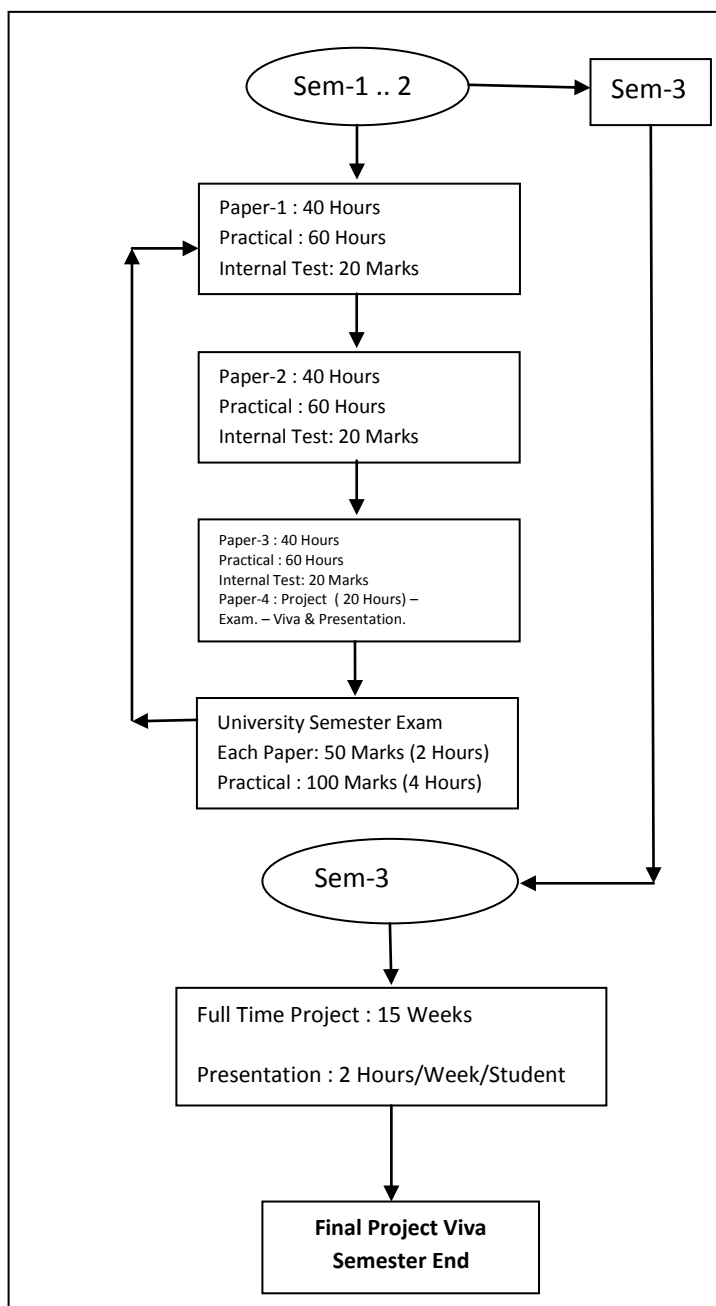 Sem-1 .. 2
Sem-3
Paper-1 : 40 Hours
Practical : 60 Hours
Internal Test: 20 Marks
Paper-2 : 40 Hours
Practical : 60 Hours
Internal Test: 20 Marks
Paper-3 : 40 Hours
Practical : 60 Hours
Internal Test: 20 Marks
Paper-4 : Project ( 20 Hours) –
Exam. – Viva & Presentation.
University Semester Exam
Each Paper: 50 Marks (2 Hours)
Practical : 100 Marks (4 Hours)
Sem-3
Full Time Project : 15 Weeks
Presentation : 2 Hours/Week/Student
Final Project Viva
Semester End